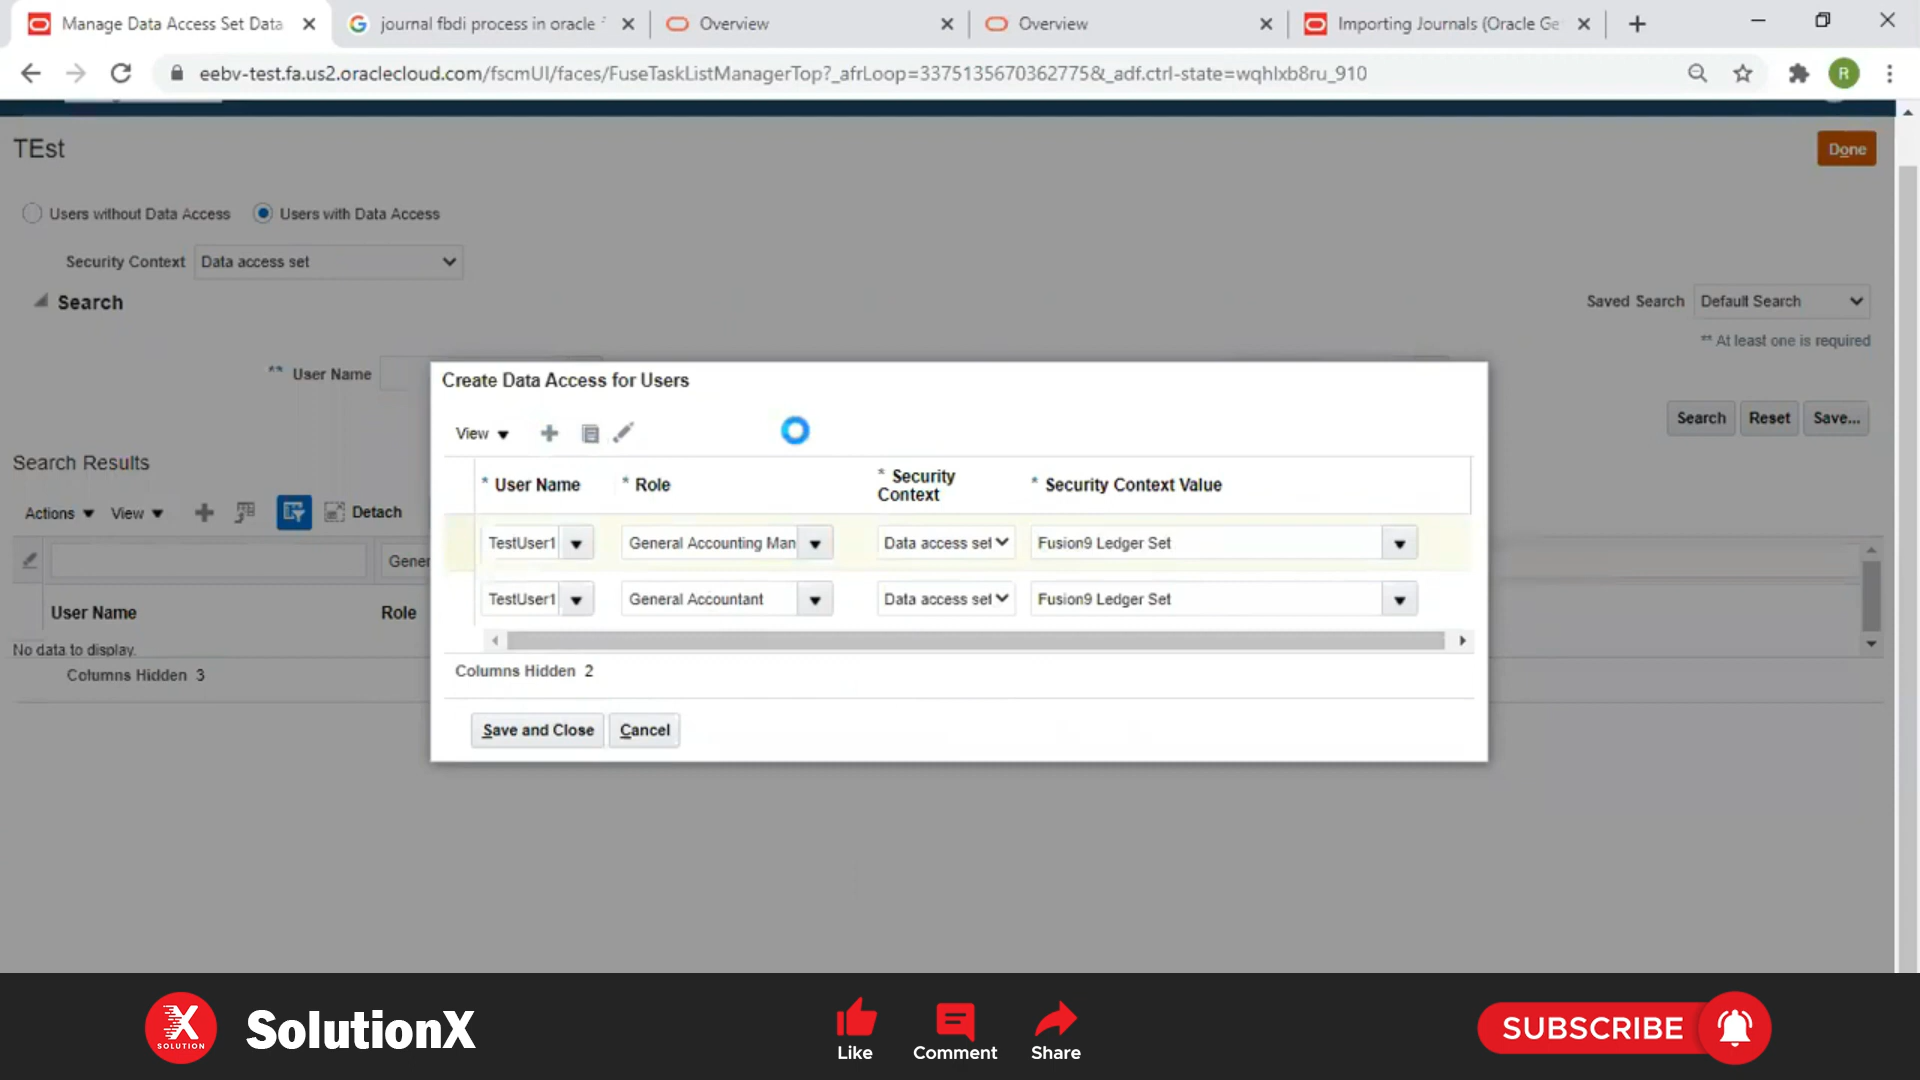 Manage Data Access Set Data
journal fbdi process in oracle
Overview
Overview
Importing Journals (Oracle Ge
eebv-test.fa.us2.oraclecloud.com/fscmUI/faces/FuseTaskListManagerTop?_afrLoop=3375135670362775&_adf.ctrl-state=wqhlxb8ru_910
R
TEst
Done
Users without Data Access
Users with Data Access
Security Context
Data access set
Search
Saved Search
Default Search
** At least one is required
** User Name
Search
Reset
Save...
Search Results
Actions
View
Detach
Gener
User Name
Role
No data to display.
Columns Hidden 3
Create Data Access for Users
View
* User Name
* Role
* Security
Context
* Security Context Value
TestUser1
General Accounting Man
Data access set
Fusion9 Ledger Set
TestUser1
General Accountant
Data access set
Fusion9 Ledger Set
Columns Hidden 2
Save and Close
Cancel
X
SOLUTION
SolutionX
Like
Comment
Share
SUBSCRIBE